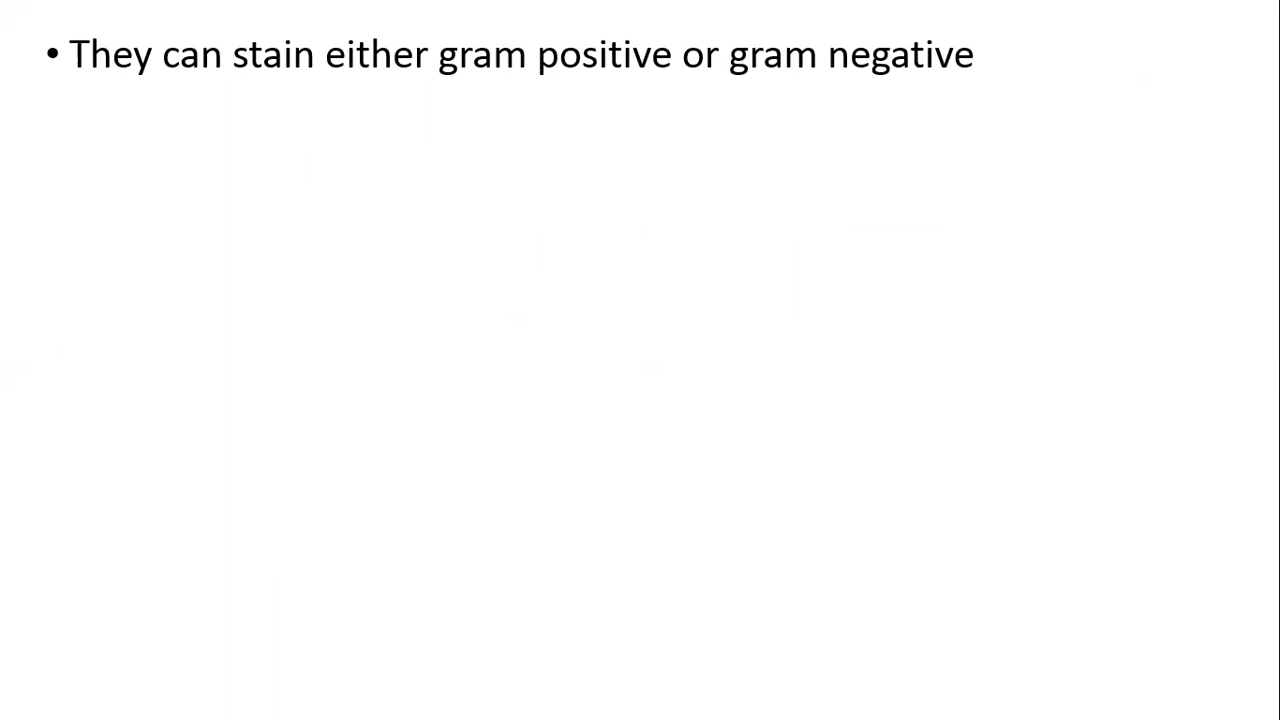 • They can stain either gram positive or gram negative